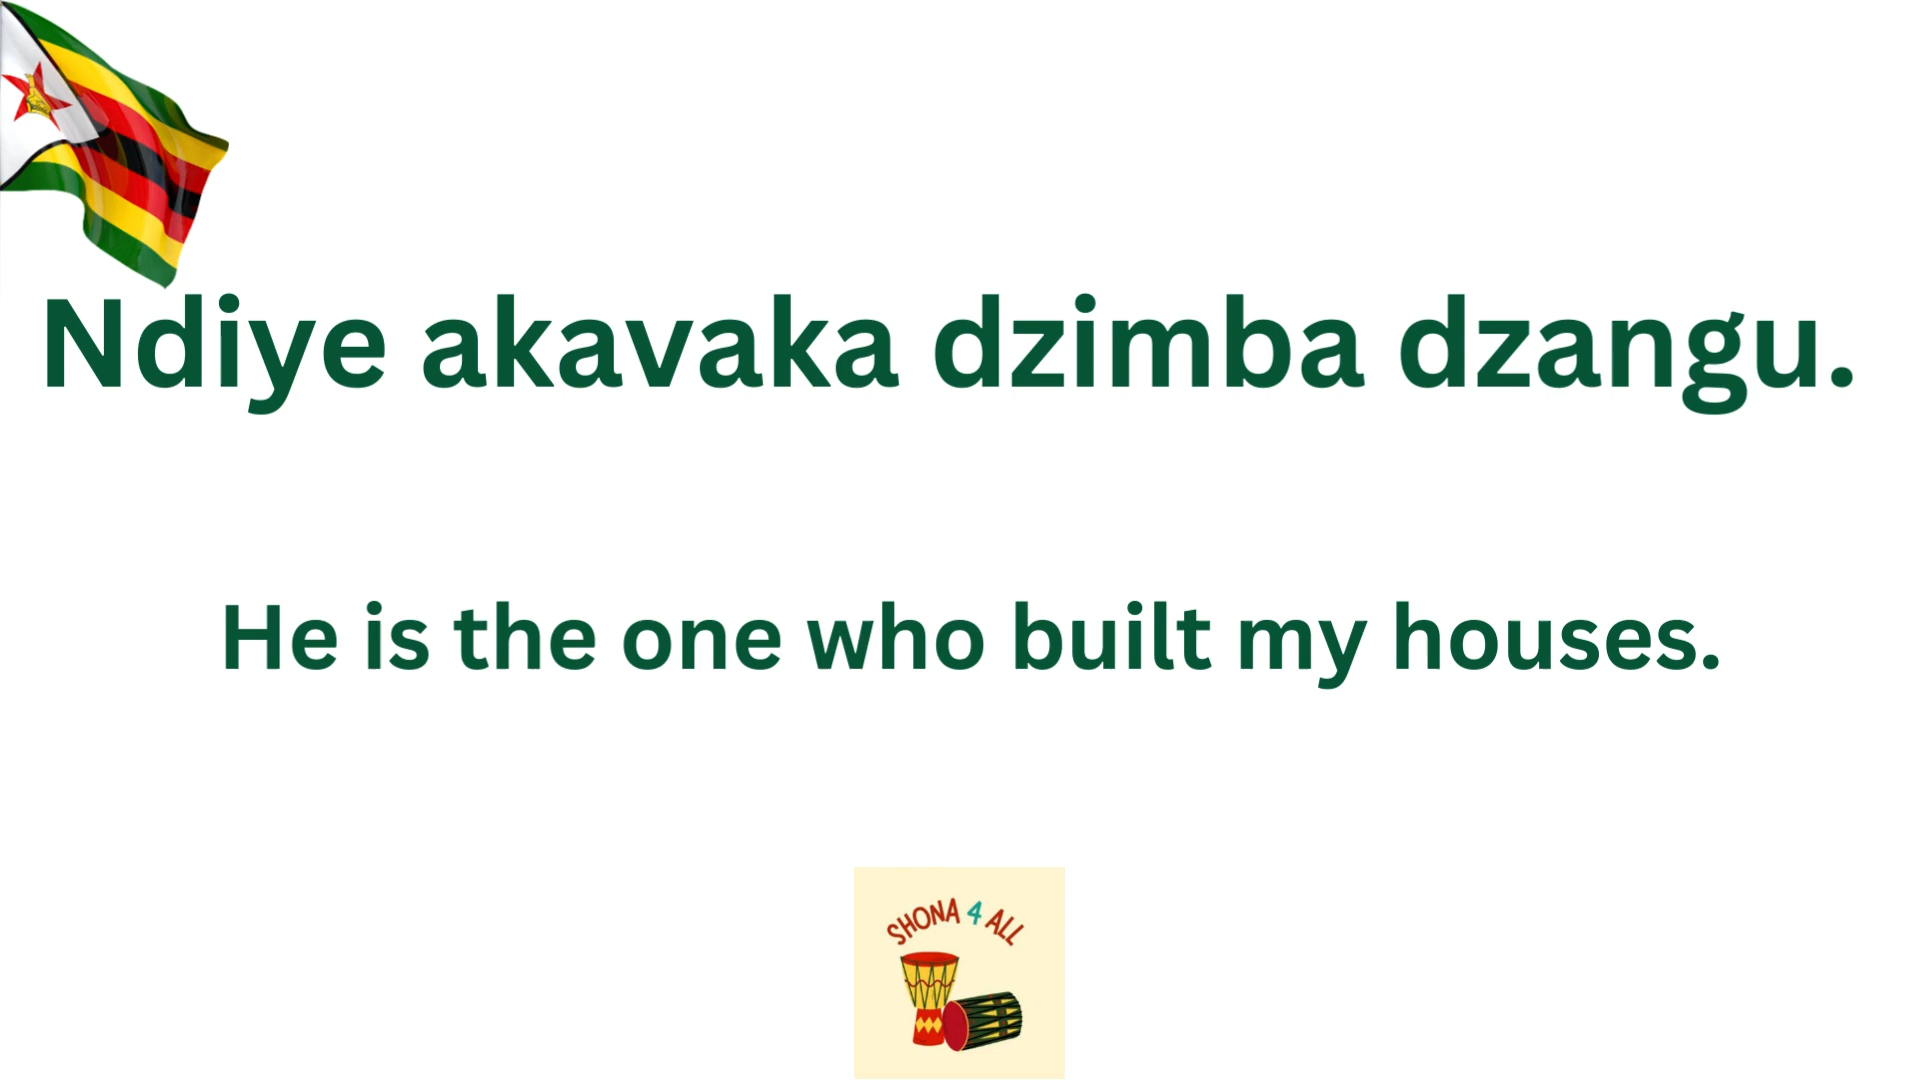 Ndiye akavaka dzimba dzangu.
He is the one who built my houses.
SHONA 4 ALL